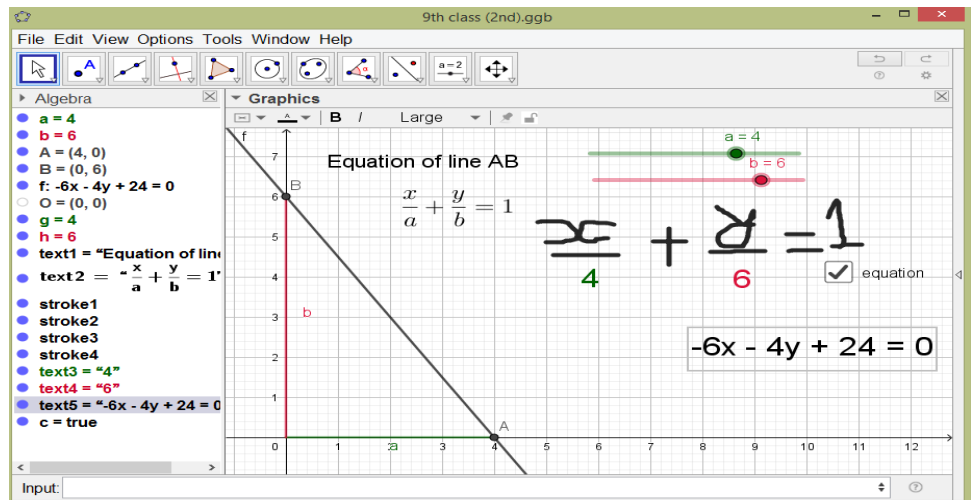 9th class (2nd).ggb
File Edit View Options Tools Window Help
A
α
a = 2
Algebra
Graphics
A B I Large
a = 4
b = 6
A = (4, 0)
B = (0, 6)
f: -6x - 4y + 24 = 0
O = (0, 0)
g = 4
h = 6
text1 = "Equation of line
text2 = "x/a + y/b = 1"
stroke1
stroke2
stroke3
stroke4
text3 = "4"
text4 = "6"
text5 = "-6x - 4y + 24 = 0
c = true
f
a = 4
b = 6
Equation of line AB
x/a + y/b = 1
x/4 + y/6 = 1
equation
-6x - 4y + 24 = 0
7
6
5
4
3
2
1
B
b
A
a
0 1 2 3 4 5 6 7 8 9 10 11 12
Input: